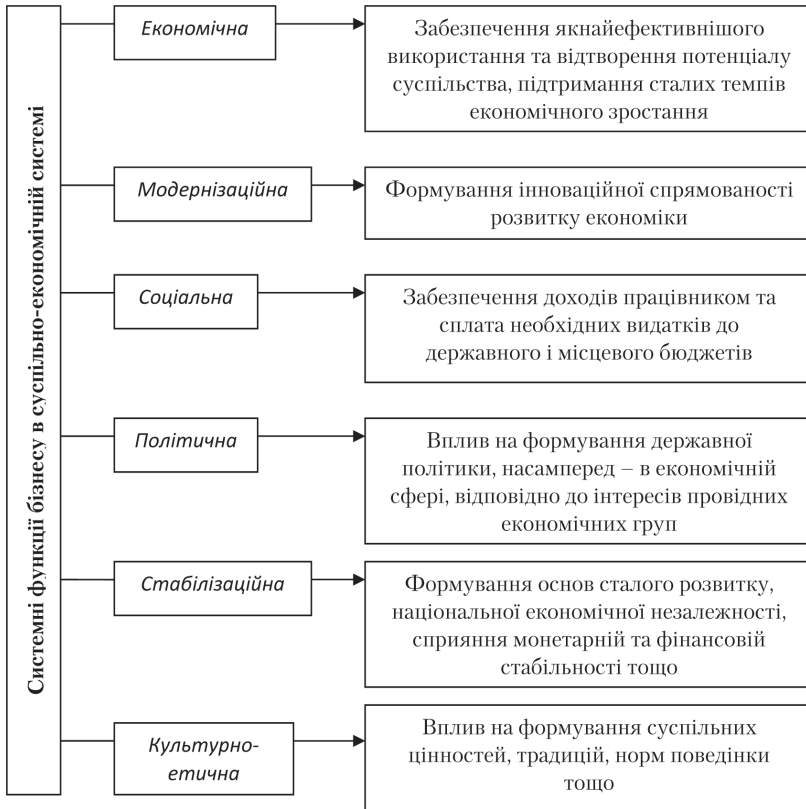 Системні функції бізнесу в суспільно-економічній системі
Економічна
Забезпечення якнайефективнішого
використання та відтворення потенціалу
суспільства, підтримання сталих темпів
економічного зростання
Модернізаційна
Формування інноваційної спрямованості
розвитку економіки
Соціальна
Забезпечення доходів працівником та
сплата необхідних видатків до
державного і місцевого бюджетів
Політична
Вплив на формування державної
політики, насамперед – в економічній
сфері, відповідно до інтересів провідних
економічних груп
Стабілізаційна
Формування основ сталого розвитку,
національної економічної незалежності,
сприяння монетарній та фінансовій
стабільності тощо
Культурно-
етична
Вплив на формування суспільних
цінностей, традицій, норм поведінки
тощо